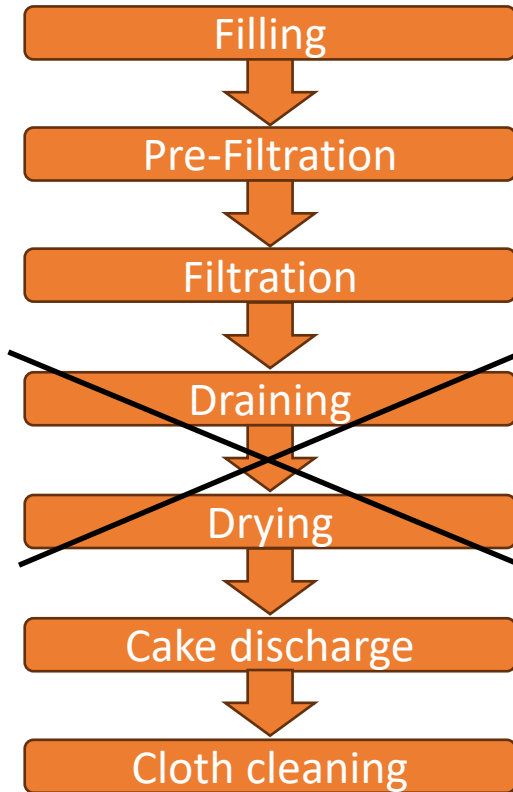 Filling
Pre-Filtration
Filtration
Draining
Drying
Cake discharge
Cloth cleaning